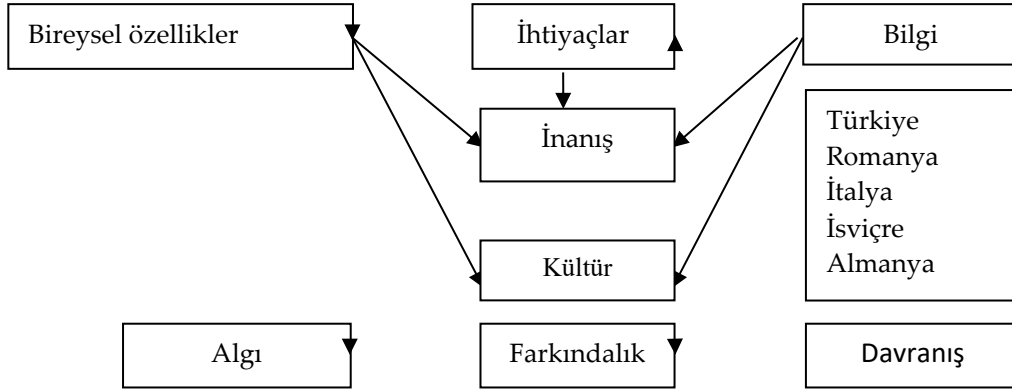 Bireysel özellikler
İhtiyaçlar
Bilgi
İnanış
Türkiye
Romanya
İtalya
İsviçre
Almanya
Kültür
Algı
Farkındalık
Davranış